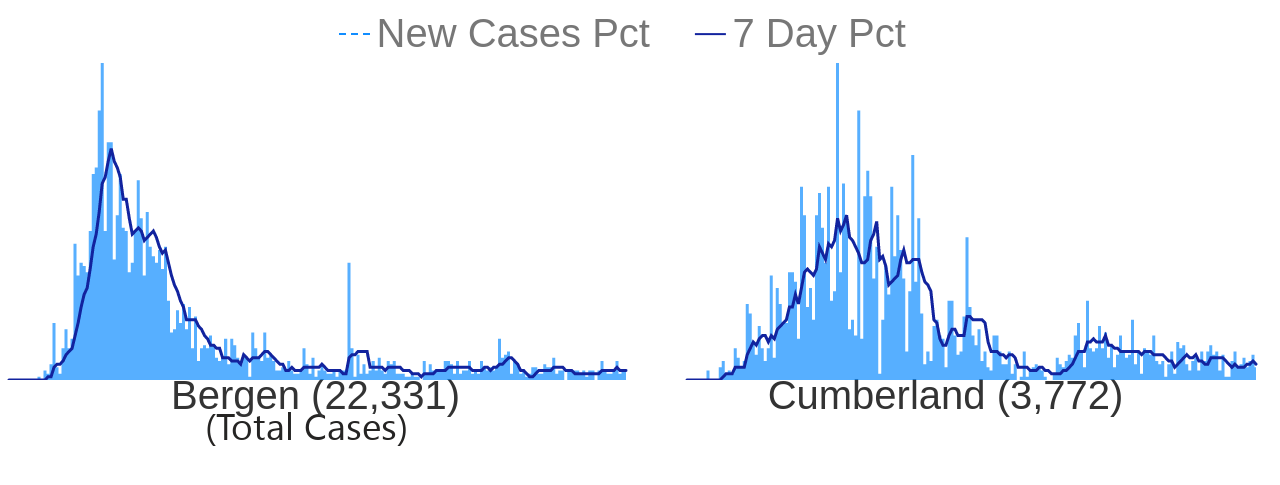 New Cases Pct 7 Day Pct
Bergen (22,331)
(Total Cases)
Cumberland (3,772)